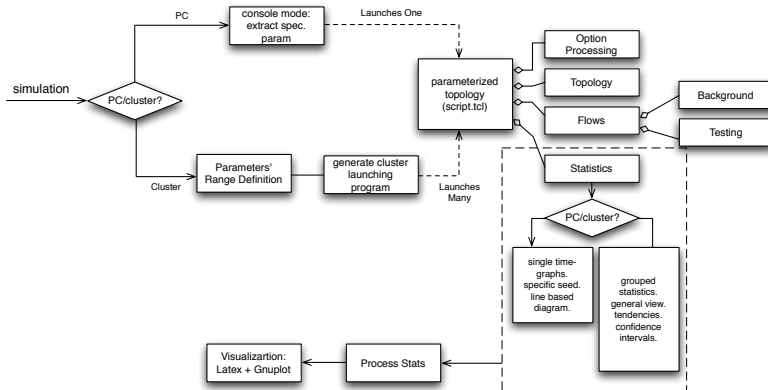 PC
console mode:
extract spec.
param
Launches One
simulation
PC/cluster?
parameterized
topology
(script.tcl)
Option
Processing
Topology
Flows
Background
Testing
Cluster
Parameters'
Range Definition
generate cluster
launching
program
Launches
Many
Statistics
PC/cluster?
single time-
graphs.
specific seed.
line based
diagram.
grouped
statistics.
general view.
tendencies.
confidence
intervals.
Visualizartion:
Latex + Gnuplot
Process Stats